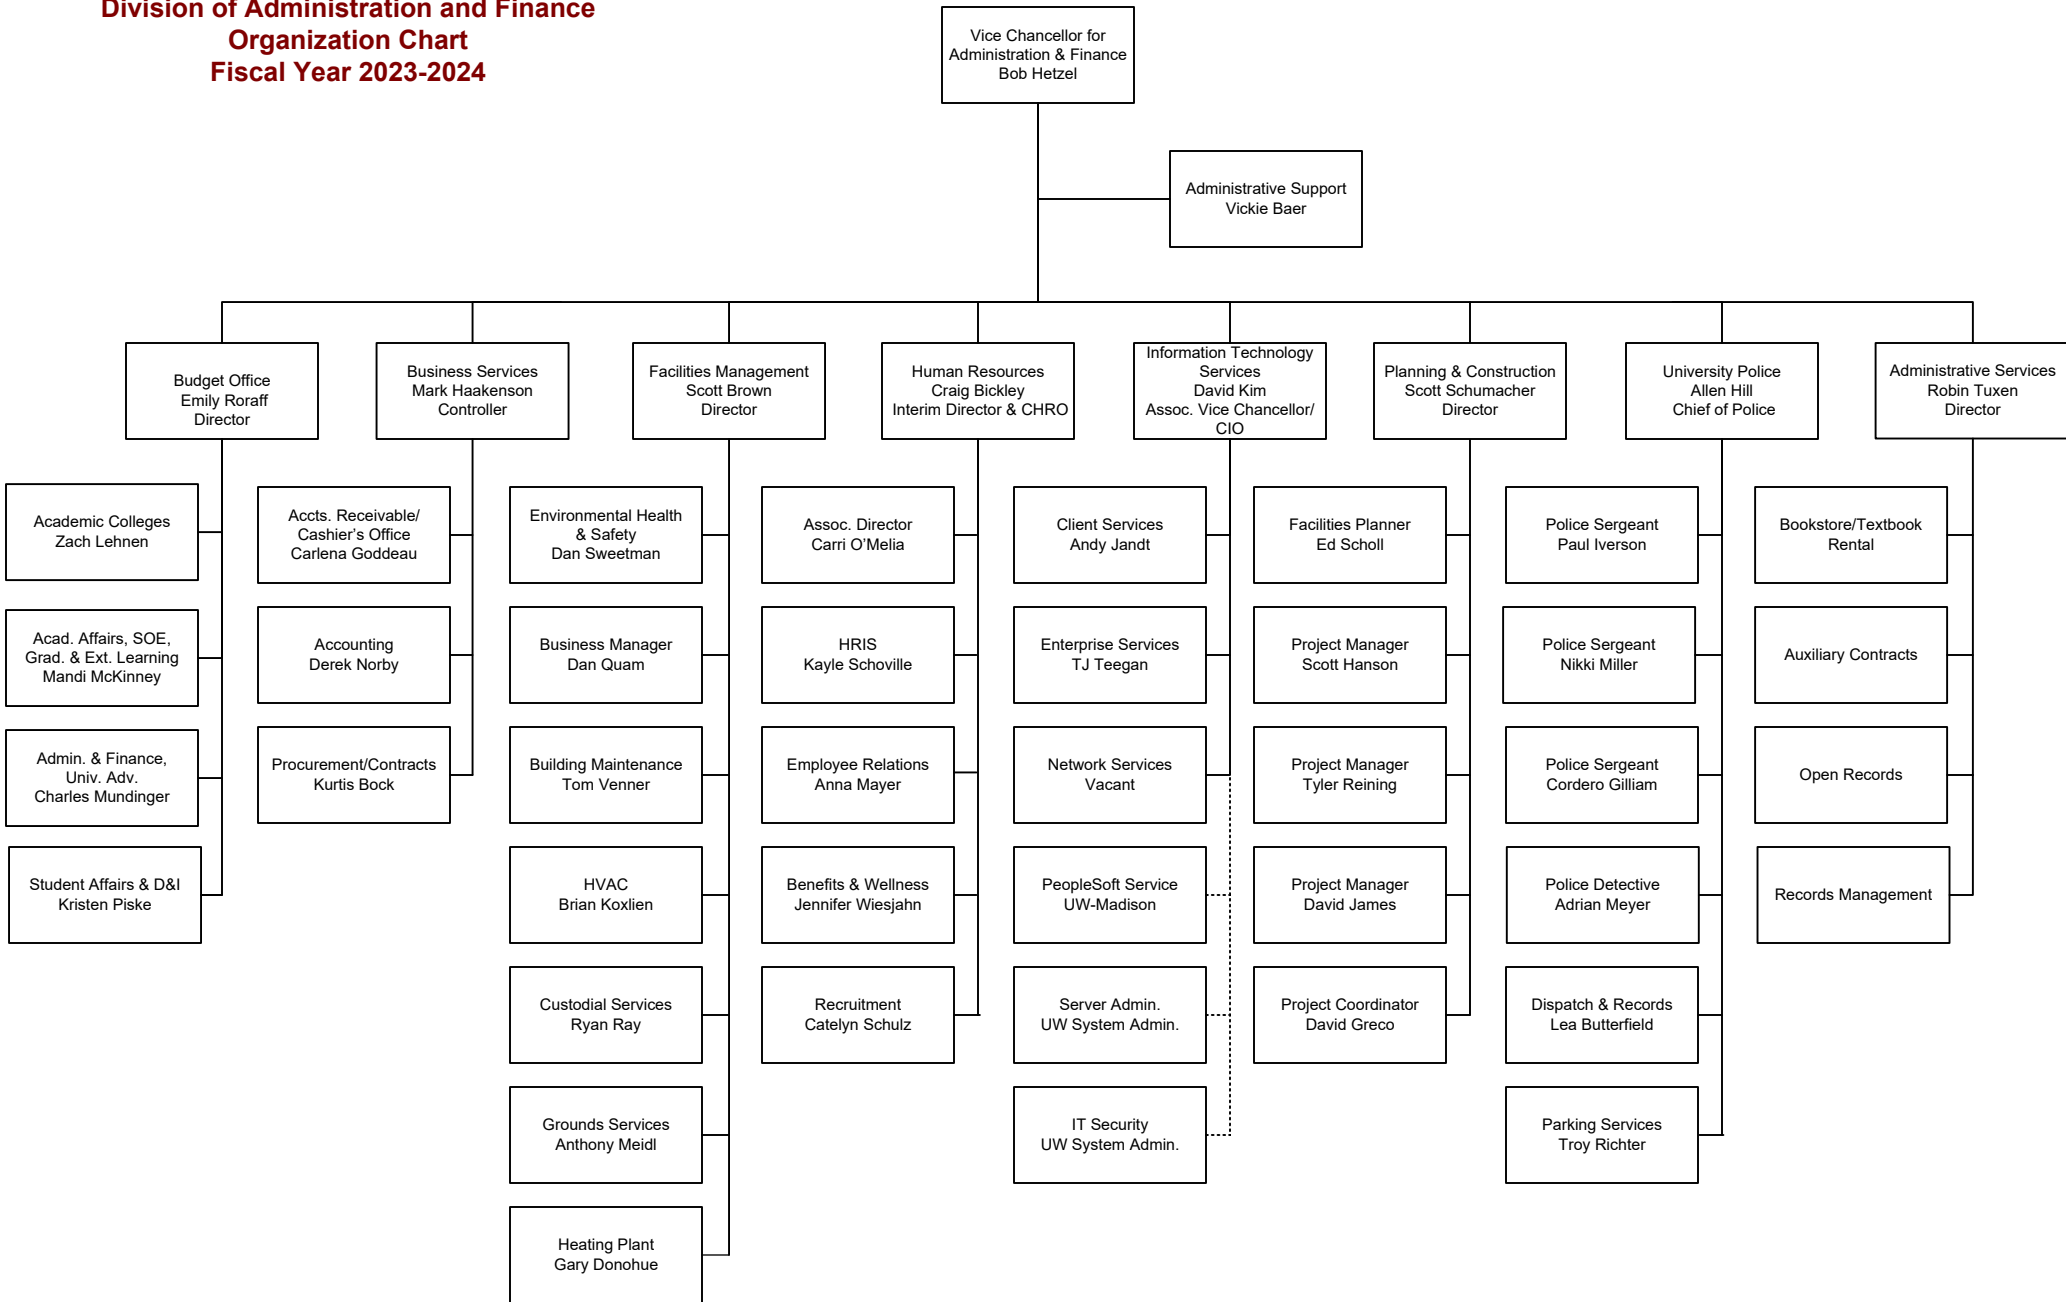 Division of Administration and Finance
Organization Chart
Fiscal Year 2023-2024
Vice Chancellor for
Administration & Finance
Bob Hetzel
Administrative Support
Vickie Baer
Budget Office
Emily Roraff
Director
Business Services
Mark Haakenson
Controller
Facilities Management
Scott Brown
Director
Human Resources
Craig Bickley
Interim Director & CHRO
Information Technology
Services
David Kim
Assoc. Vice Chancellor/
CIO
Planning & Construction
Scott Schumacher
Director
University Police
Allen Hill
Chief of Police
Administrative Services
Robin Tuxen
Director
Academic Colleges
Zach Lehnen
Acad. Affairs, SOE,
Grad. & Ext. Learning
Mandi McKinney
Admin. & Finance,
Univ. Adv.
Charles Mundinger
Student Affairs & D&I
Kristen Piske
Accts. Receivable/
Cashier’s Office
Carlena Goddeau
Accounting
Derek Norby
Procurement/Contracts
Kurtis Bock
Environmental Health
& Safety
Dan Sweetman
Business Manager
Dan Quam
Building Maintenance
Tom Venner
HVAC
Brian Koxlien
Custodial Services
Ryan Ray
Grounds Services
Anthony Meidl
Heating Plant
Gary Donohue
Assoc. Director
Carri O’Melia
HRIS
Kayle Schoville
Employee Relations
Anna Mayer
Benefits & Wellness
Jennifer Wiesjahn
Recruitment
Catelyn Schulz
Client Services
Andy Jandt
Enterprise Services
TJ Teegan
Network Services
Vacant
PeopleSoft Service
UW-Madison
Server Admin.
UW System Admin.
IT Security
UW System Admin.
Facilities Planner
Ed Scholl
Project Manager
Scott Hanson
Project Manager
Tyler Reining
Project Manager
David James
Project Coordinator
David Greco
Police Sergeant
Paul Iverson
Police Sergeant
Nikki Miller
Police Sergeant
Cordero Gilliam
Police Detective
Adrian Meyer
Dispatch & Records
Lea Butterfield
Parking Services
Troy Richter
Bookstore/Textbook
Rental
Auxiliary Contracts
Open Records
Records Management